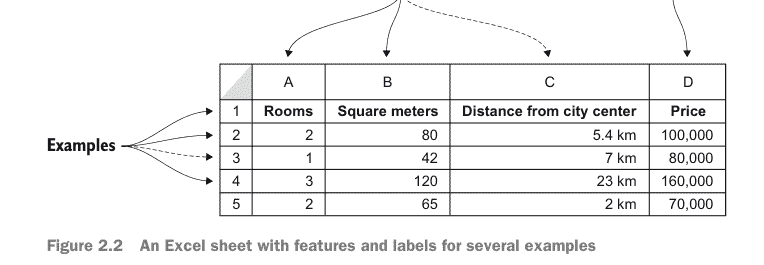 A B C D
1 Rooms Square meters Distance from city center Price
2 2 80 5.4 km 100,000
Examples
3 1 42 7 km 80,000
4 3 120 23 km 160,000
5 2 65 2 km 70,000
Figure 2.2 An Excel sheet with features and labels for several examples